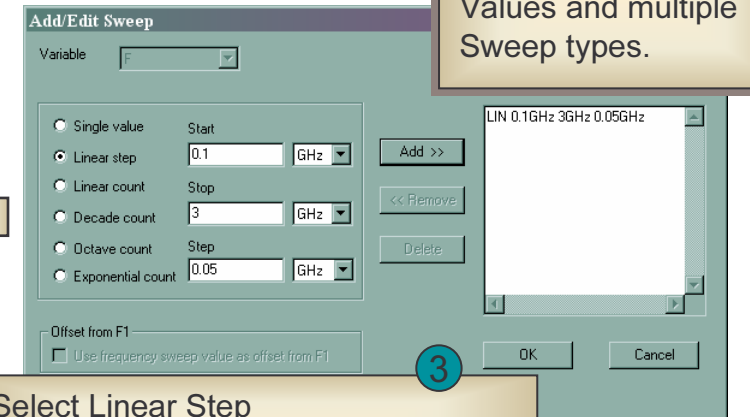 Values and multiple
Sweep types.
Add/Edit Sweep
Variable F
Single value
Linear step
Linear count
Decade count
Octave count
Exponential count
Start
0.1 GHz
Stop
3 GHz
Step
0.05 GHz
Add >>
<< Remove
Delete
LIN 0.1GHz 3GHz 0.05GHz
Offset from F1
Use frequency sweep value as offset from F1
OK
Cancel
3
Select Linear Step